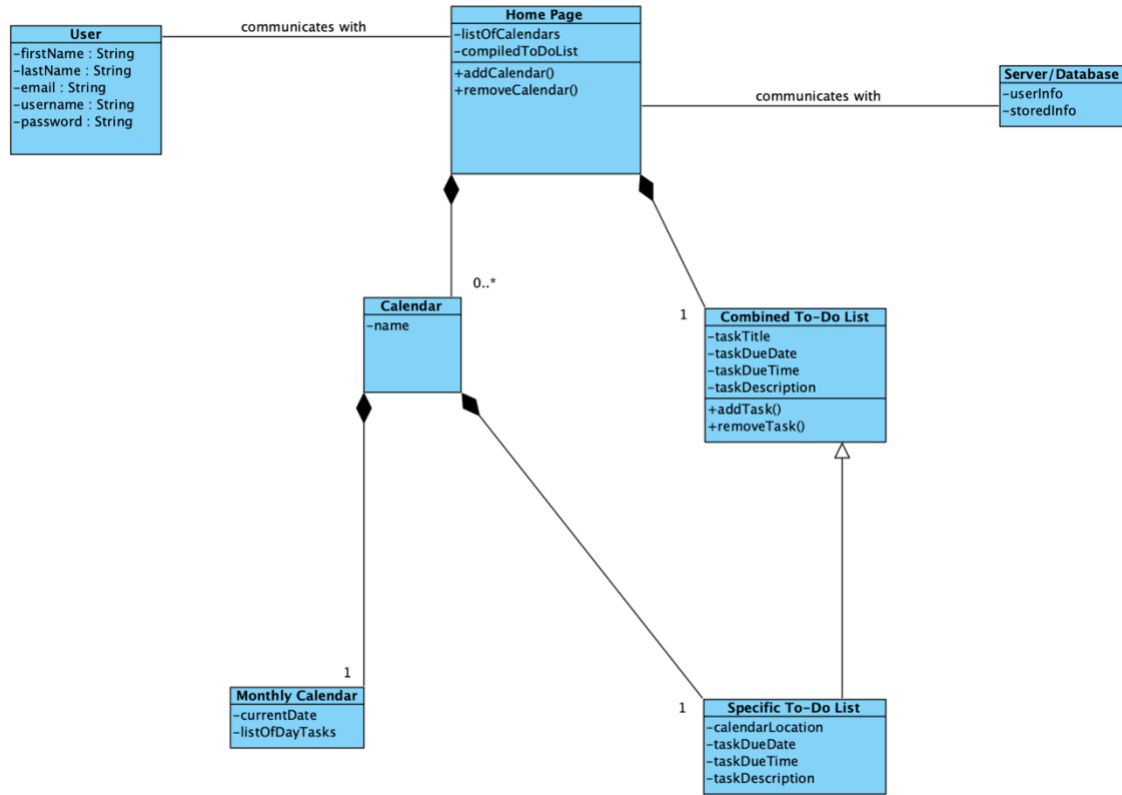 User
-firstName : String
-lastName : String
-email : String
-username : String
-password : String
communicates with
Home Page
-listOfCalendars
-compiledToDoList
+addCalendar()
+removeCalendar()
communicates with
Server/Database
-userInfo
-storedInfo
0..*
Calendar
-name
1
Combined To-Do List
-taskTitle
-taskDueDate
-taskDueTime
-taskDescription
+addTask()
+removeTask()
1
Monthly Calendar
-currentDate
-listOfDayTasks
1
Specific To-Do List
-calendarLocation
-taskDueDate
-taskDueTime
-taskDescription